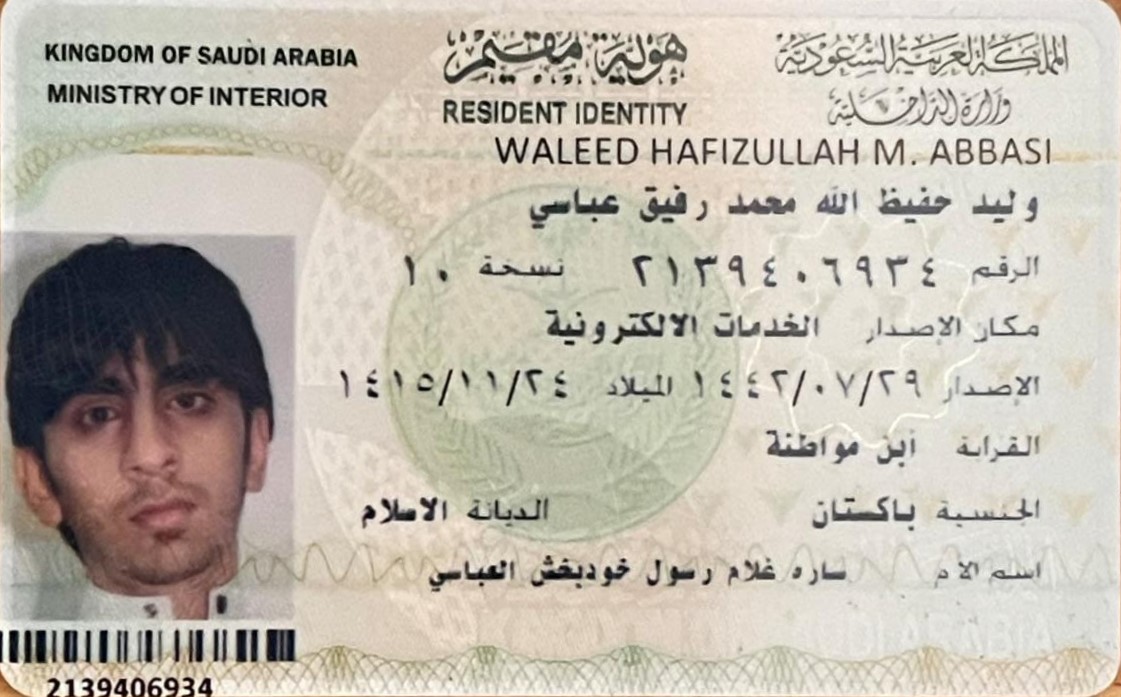 KINGDOM OF SAUDI ARABIA
MINISTRY OF INTERIOR
هوية مقيم
RESIDENT IDENTITY
المملكة العربية السعودية
وزارة الداخلية
WALEED HAFIZULLAH M. ABBASI
وليد حفيظ الله محمد رفيق عباسي
الرقم ٢١٣٩٤٠٦٩٣٤ نسخة ١٠
مكان الإصدار الخدمات الالكترونية
الإصدار ١٤٤٢/٠٧/٢٩ الميلاد ١٤١٥/١١/٢٤
القرابة أبن مواطنة
الجنسية باكستان الديانة الاسلام
اسم الام ساره غلام رسول خودبخش العباسي
2139406934